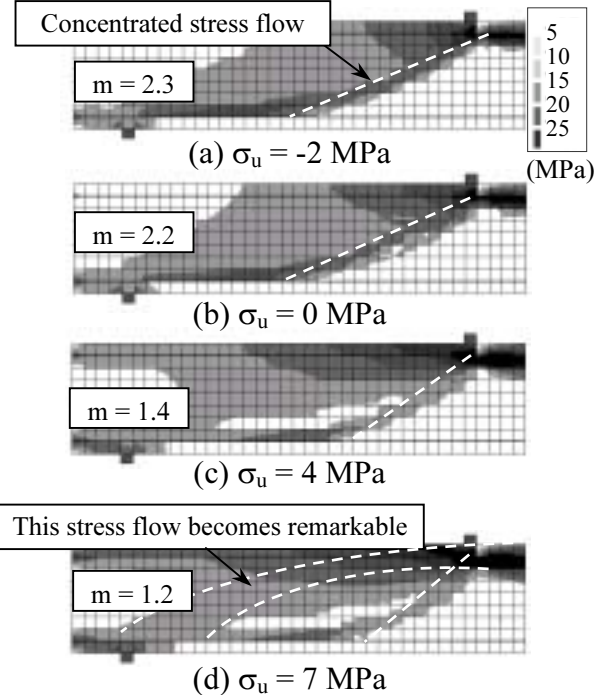 Concentrated stress flow
m = 2.3
5
10
15
20
25
(MPa)
(a) σu = -2 MPa
m = 2.2
(b) σu = 0 MPa
m = 1.4
(c) σu = 4 MPa
This stress flow becomes remarkable
m = 1.2
(d) σu = 7 MPa